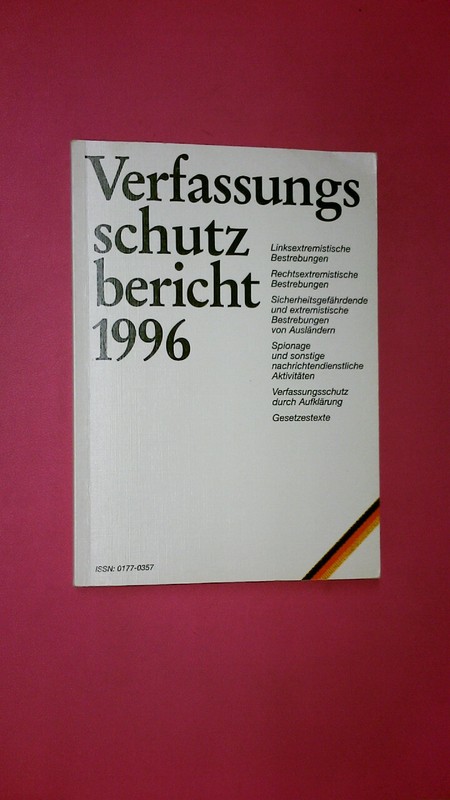 Verfassungs
schutz
bericht
1996
Linksextremistische
Bestrebungen
Rechtsextremistische
Bestrebungen
Sicherheitsgefährdende
und extremistische
Bestrebungen
von Ausländern
Spionage
und sonstige
nachrichtendienstliche
Aktivitäten
Verfassungsschutz
durch Aufklärung
Gesetzestexte
ISSN: 0177-0357